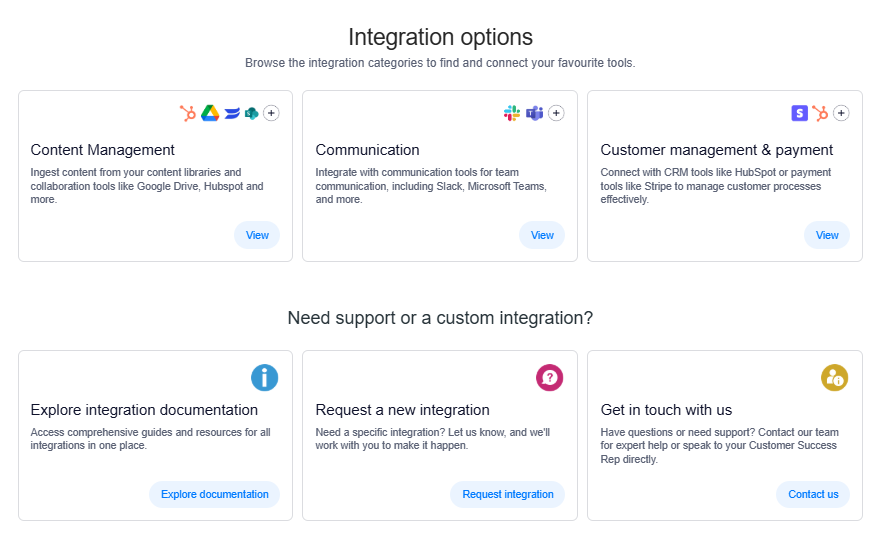 Integration options
Browse the integration categories to find and connect your favourite tools.
Content Management
Ingest content from your content libraries and
collaboration tools like Google Drive, Hubspot and
more.
View
Communication
Integrate with communication tools for team
communication, including Slack, Microsoft Teams,
and more.
View
Customer management & payment
Connect with CRM tools like HubSpot or payment
tools like Stripe to manage customer processes
effectively.
View
Need support or a custom integration?
Explore integration documentation
Access comprehensive guides and resources for all
integrations in one place.
Explore documentation
Request a new integration
Need a specific integration? Let us know, and we'll
work with you to make it happen.
Request integration
Get in touch with us
Have questions or need support? Contact our team
for expert help or speak to your Customer Success
Rep directly.
Contact us